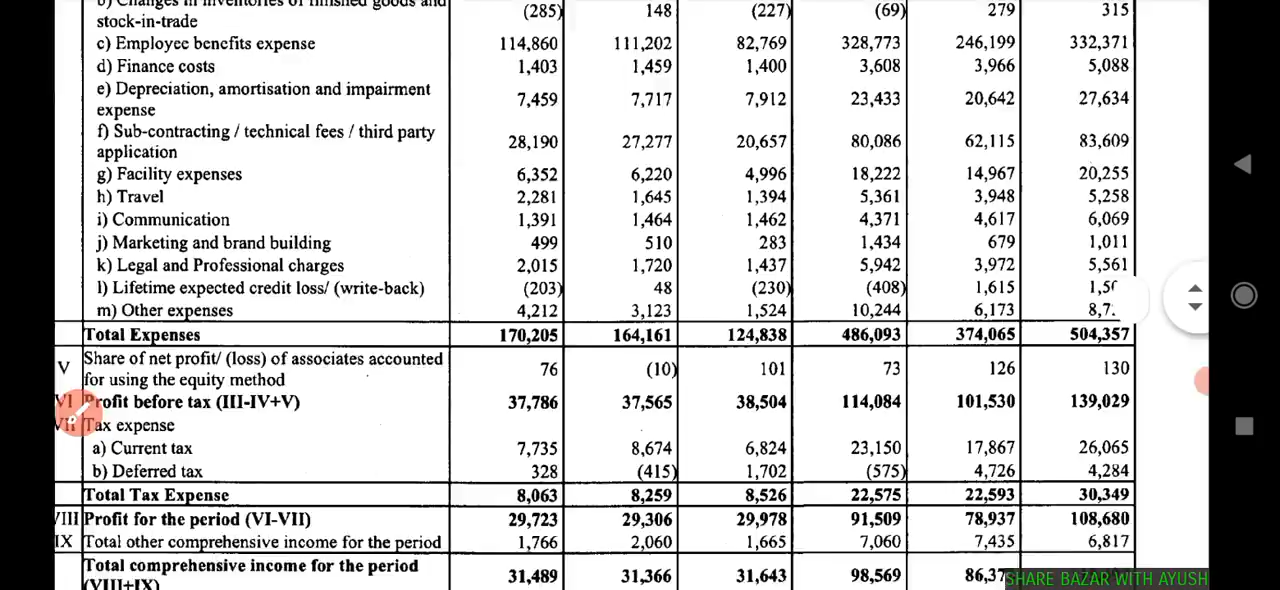 b) Changes in inventories of finished goods and (285) 148 (227) (69) 279 315
stock-in-trade
c) Employee benefits expense 114,860 111,202 82,769 328,773 246,199 332,371
d) Finance costs 1,403 1,459 1,400 3,608 3,966 5,088
e) Depreciation, amortisation and impairment 7,459 7,717 7,912 23,433 20,642 27,634
expense
f) Sub-contracting / technical fees / third party 28,190 27,277 20,657 80,086 62,115 83,609
application
g) Facility expenses 6,352 6,220 4,996 18,222 14,967 20,255
h) Travel 2,281 1,645 1,394 5,361 3,948 5,258
i) Communication 1,391 1,464 1,462 4,371 4,617 6,069
j) Marketing and brand building 499 510 283 1,434 679 1,011
k) Legal and Professional charges 2,015 1,720 1,437 5,942 3,972 5,561
l) Lifetime expected credit loss/ (write-back) (203) 48 (230) (408) 1,615
m) Other expenses 4,212 3,123 1,524 10,244 6,173
Total Expenses 170,205 164,161 124,838 486,093 374,065 504,357
V Share of net profit/ (loss) of associates accounted 76 (10) 101 73 126 130
for using the equity method
VI Profit before tax (III-IV+V) 37,786 37,565 38,504 114,084 101,530 139,029
VII Tax expense
a) Current tax 7,735 8,674 6,824 23,150 17,867 26,065
b) Deferred tax 328 (415) 1,702 (575) 4,726 4,284
Total Tax Expense 8,063 8,259 8,526 22,575 22,593 30,349
VIII Profit for the period (VI-VII) 29,723 29,306 29,978 91,509 78,937 108,680
IX Total other comprehensive income for the period 1,766 2,060 1,665 7,060 7,435 6,817
Total comprehensive income for the period 31,489 31,366 31,643 98,569
(VIII+IX)
SHARE BAZAR WITH AYUSH